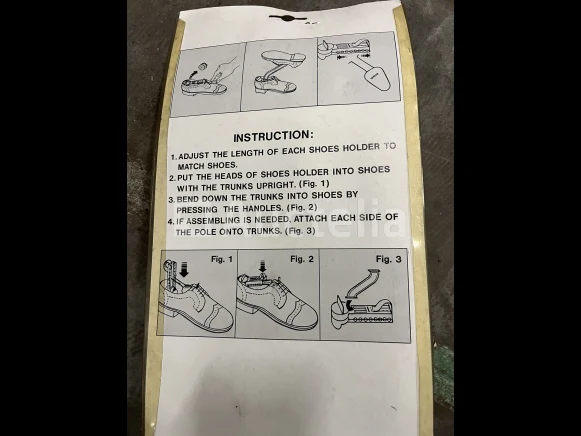 INSTRUCTION:
1. ADJUST THE LENGTH OF EACH SHOES HOLDER TO
MATCH SHOES.
2. PUT THE HEADS OF SHOES HOLDER INTO SHOES
WITH THE TRUNKS UPRIGHT. (Fig. 1)
3. BEND DOWN THE TRUNKS INTO SHOES BY
PRESSING THE HANDLES. (Fig. 2)
4. IF ASSEMBLING IS NEEDED, ATTACH EACH SIDE OF
THE POLE ONTO TRUNKS. (Fig. 3)
Fig. 1 Fig. 2 Fig. 3